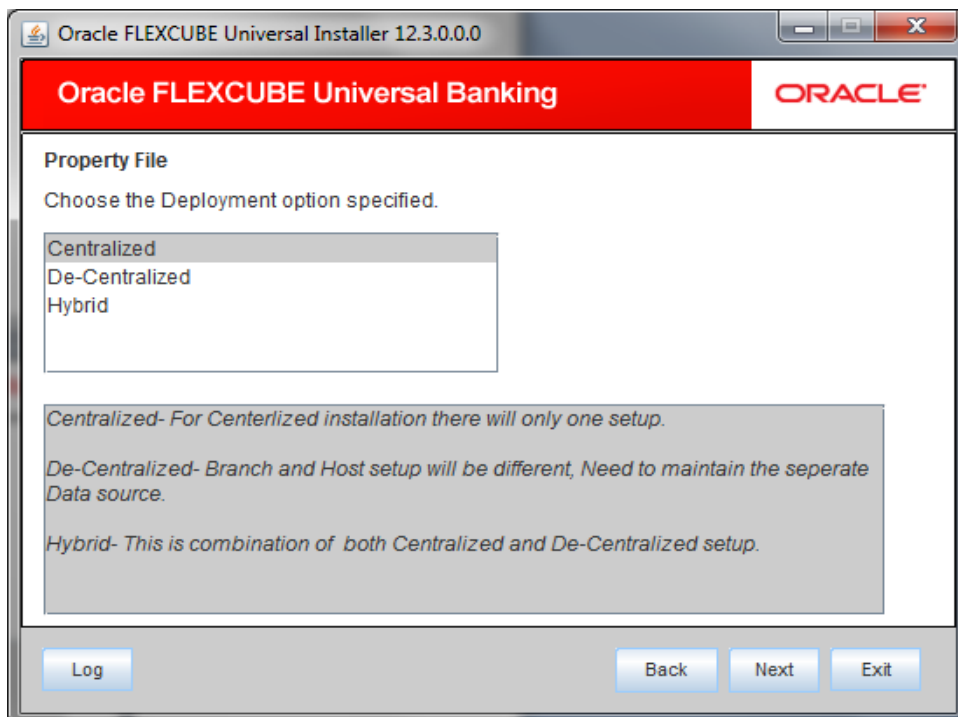 Oracle FLEXCUBE Universal Installer 12.3.0.0.0
Oracle FLEXCUBE Universal Banking
ORACLE
Property File
Choose the Deployment option specified.
Centralized
De-Centralized
Hybrid
Centralized- For Centerlized installation there will only one setup.
De-Centralized- Branch and Host setup will be different, Need to maintain the seperate
Data source.
Hybrid- This is combination of both Centralized and De-Centralized setup.
Log
Back
Next
Exit